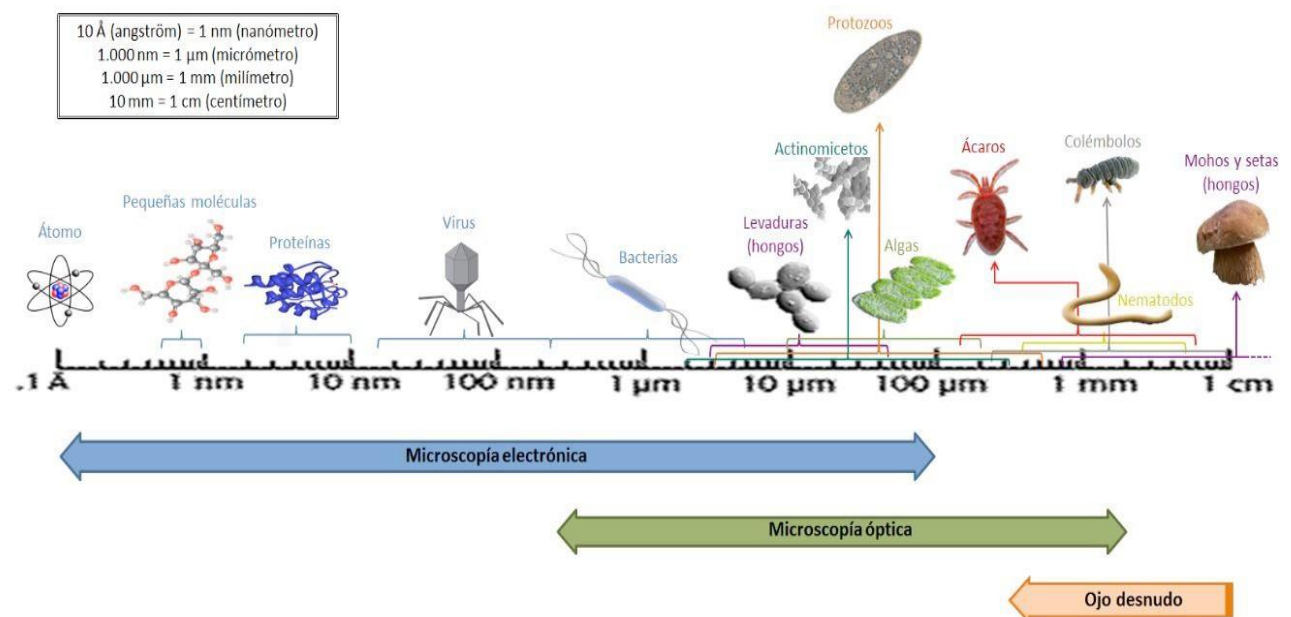 10 Å (angström) = 1 nm (nanómetro)
1.000 nm = 1 µm (micrómetro)
1.000 µm = 1 mm (milímetro)
10 mm = 1 cm (centímetro)
Protozoos
Actinomicetos
Ácaros
Colémbolos
Mohos y setas
(hongos)
Pequeñas moléculas
Átomo
Proteínas
Virus
Bacterias
Levaduras
(hongos)
Algas
Nematodos
.1 Å
1 nm
10 nm
100 nm
1 µm
10 µm
100 µm
1 mm
1 cm
Microscopía electrónica
Microscopía óptica
Ojo desnudo